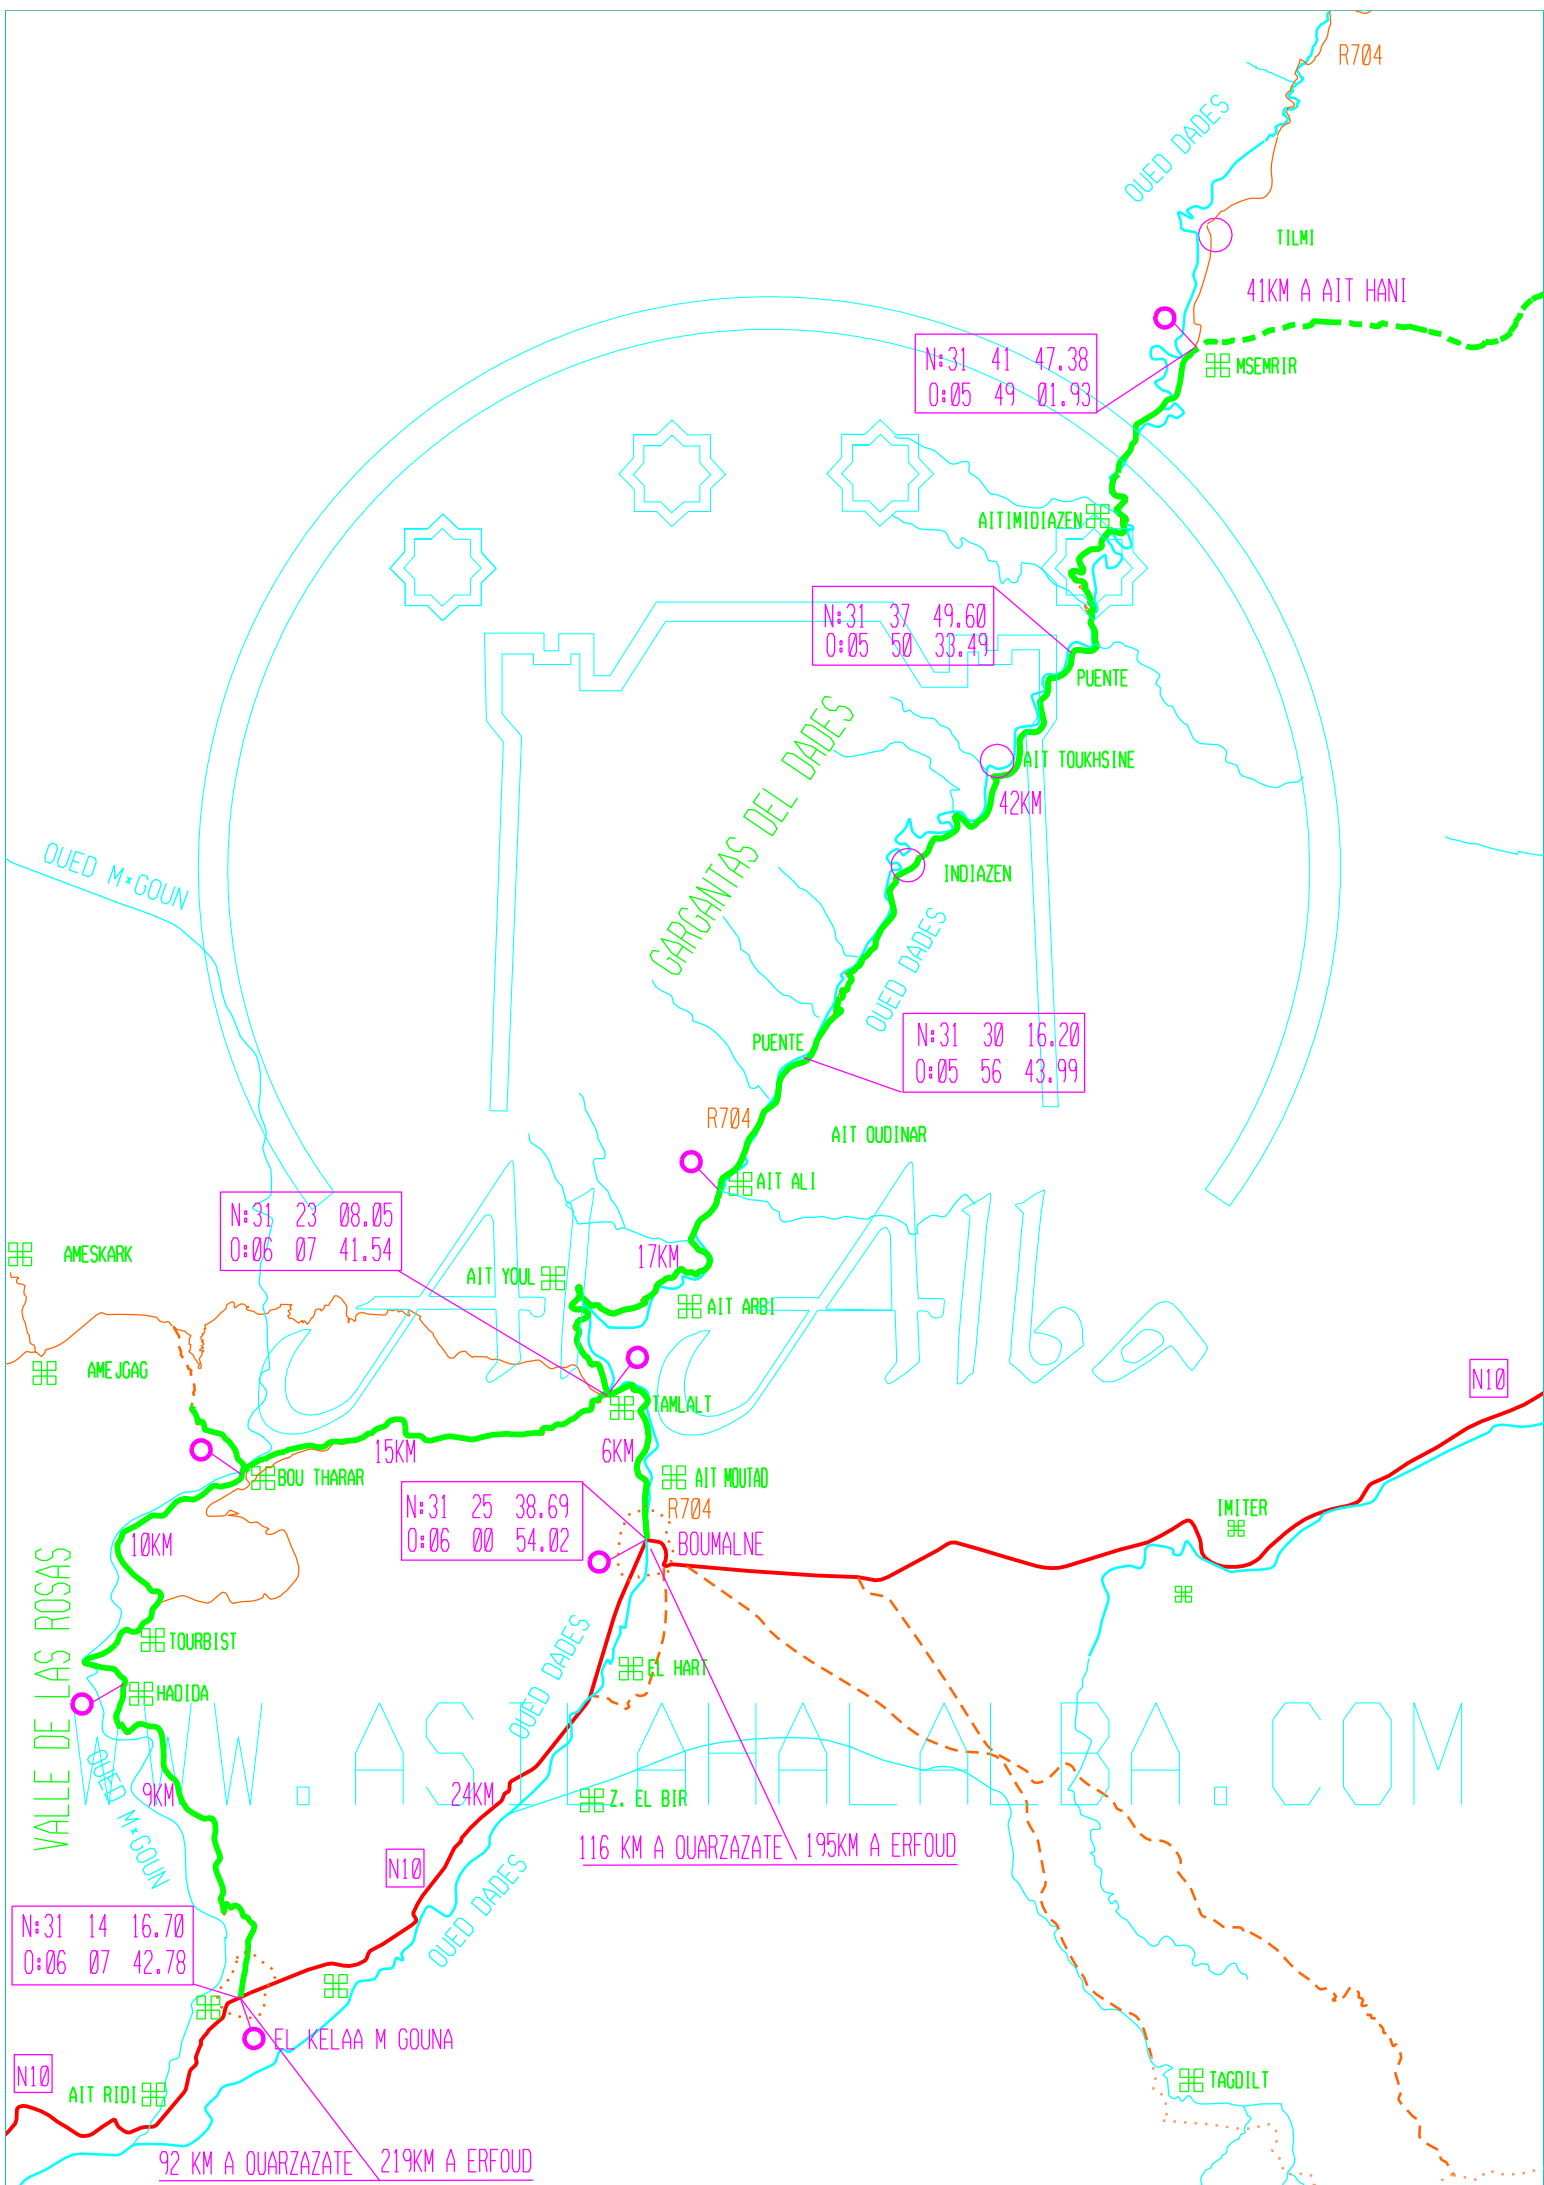 R704
OUED DADES
TILMI
41KM A AIT HANI
N:31 41 47.38
O:05 49 01.93
MSEMRIR
AITIMIDIAZEN
N:31 37 49.60
O:05 50 33.49
PUENTE
GARGANTAS DEL DADES
AIT TOUKHSINE
42KM
OUED M*GOUN
INDIAZEN
OUED DADES
PUENTE
N:31 30 16.20
O:05 56 43.99
R704
AIT OUDINAR
AIT ALI
N:31 23 08.05
O:06 07 41.54
AMESKARK
17KM
AIT YOUL
AIT ARBI
Al Alba
AMEJGAG
N10
TAMLALT
15KM
6KM
BOU THARAR
AIT MOUTAD
N:31 25 38.69
O:06 00 54.02
R704
IMITER
10KM
BOUMALNE
VALLE DE LAS ROSAS
TOURBIST
EL HART
OUED DADES
HADIDA
WWW.ASILAHALALBA.COM
OUED M*GOUN
9KM
24KM
Z. EL BIR
116 KM A OUARZAZATE 195KM A ERFOUD
N10
OUED DADES
N:31 14 16.70
O:06 07 42.78
EL KELAA M GOUNA
N10
AIT RIDI
TAGDILT
92 KM A OUARZAZATE 219KM A ERFOUD